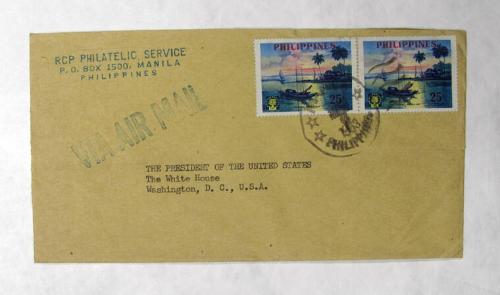 RCP PHILATELIC SERVICE
P.O. BOX 1500, MANILA
PHILIPPINES
VIA AIR MAIL
PHILIPPINES
25
PHILIPPINES
25
PHILIPPINES
THE PRESIDENT OF THE UNITED STATES
The White House
Washington, D. C., U.S.A.